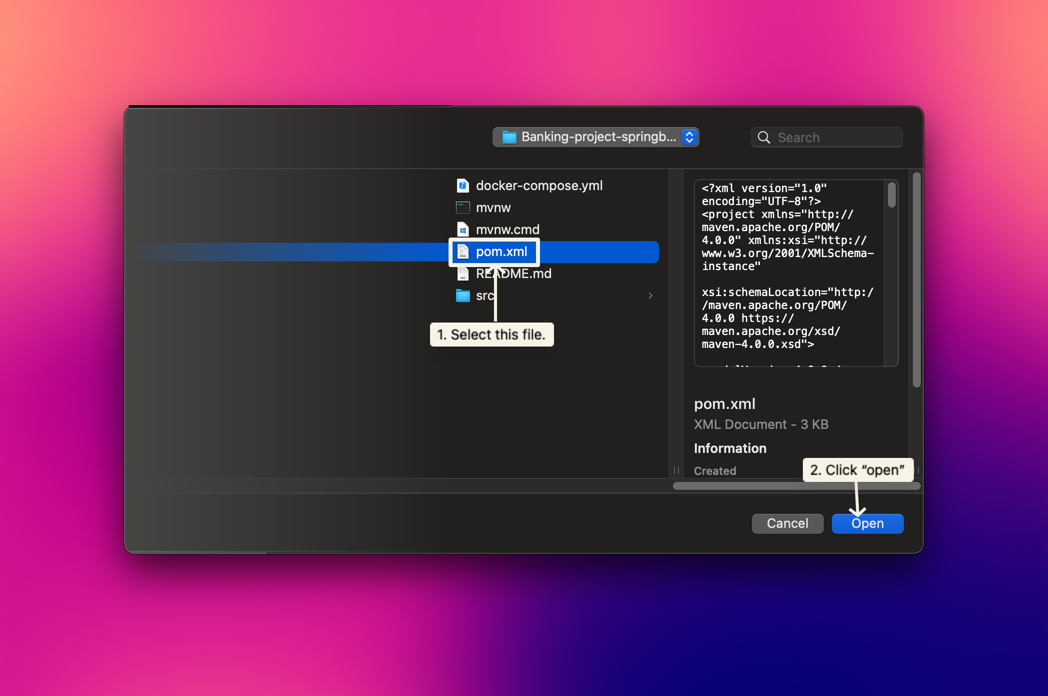 Banking-project-springb...
Search
docker-compose.yml
mvnw
mvnw.cmd
pom.xml
README.md
src
1. Select this file.
<?xml version="1.0"
encoding="UTF-8"?>
<project xmlns="http://
maven.apache.org/POM/
4.0.0" xmlns:xsi="http://
www.w3.org/2001/XMLSchema-
instance"
xsi:schemaLocation="http:/
/maven.apache.org/POM/
4.0.0 https://
maven.apache.org/xsd/
maven-4.0.0.xsd">
pom.xml
XML Document - 3 KB
Information
Created
2. Click “open”
Cancel
Open